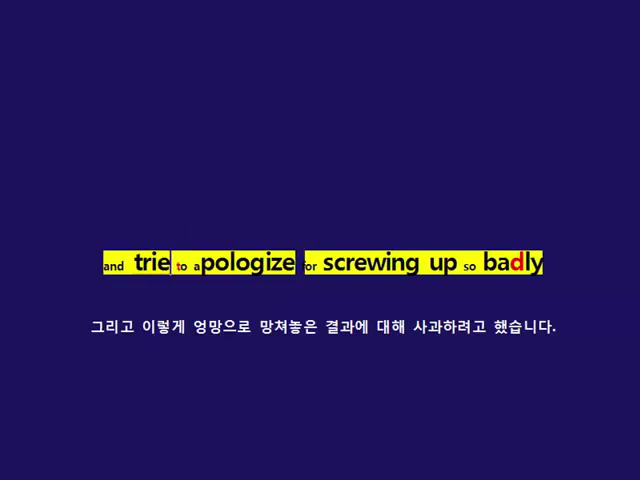 and trie to apologize for screwing up so badly
그리고 이렇게 엉망으로 망쳐놓은 결과에 대해 사과하려고 했습니다.